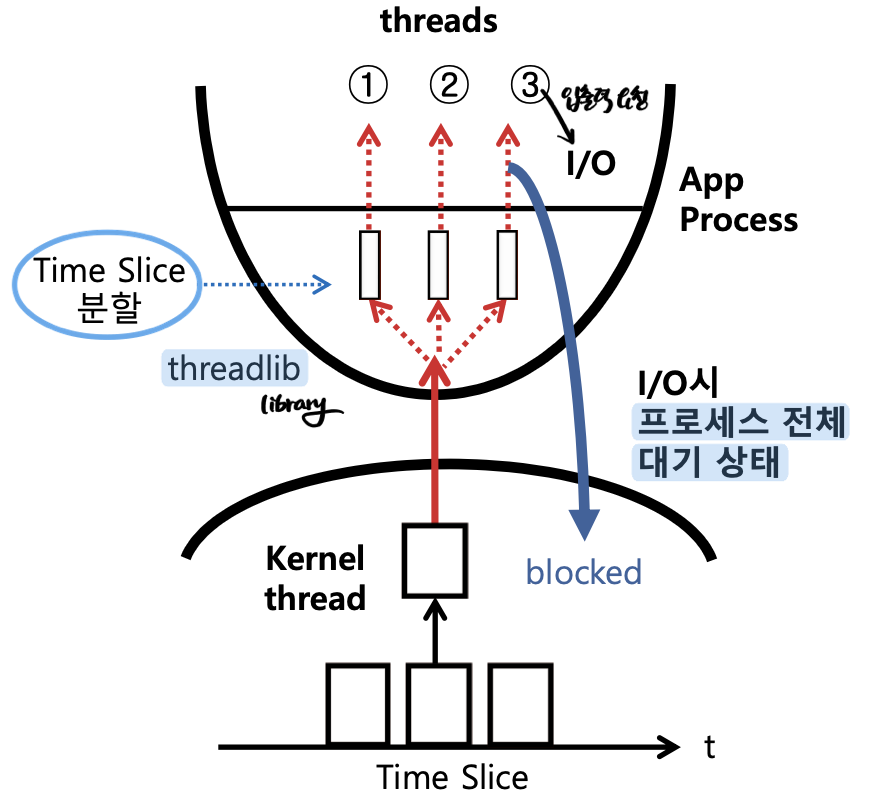 threads
① ② ③
입출력 요청
I/O
App
Process
Time Slice
분할
threadlib
library
I/O시
프로세스 전체
대기 상태
Kernel
thread
blocked
t
Time Slice